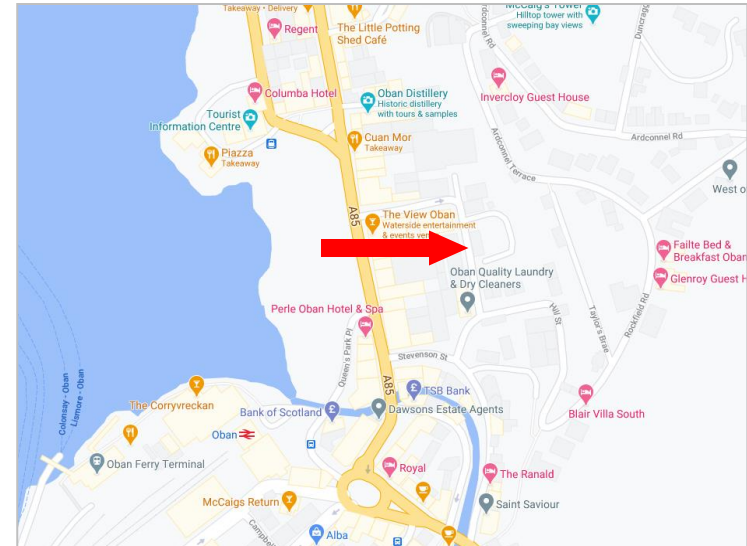 Takeaway • Delivery
McCaig's Tower
Hilltop tower with
sweeping bay views
Regent
The Little Potting
Shed Café
Ardconnel Rd
Columba Hotel
Oban Distillery
Historic distillery
with tours & samples
Invercloy Guest House
Tourist
Information Centre
Cuan Mor
Takeaway
Ardconnel Rd
Piazza
Takeaway
Ardconnel Terrace
West o
A85
The View Oban
Waterside entertainment
& events ven
Failte Bed &
Breakfast Oban
Oban Quality Laundry
& Dry Cleaners
Glenroy Guest H
Perle Oban Hotel & Spa
Hill St
Taylor's Brae
Rockfield Rd
Queen's Park Pl
Stevenson St
A85
TSB Bank
Colonsay - Oban
Lismore - Oban
The Corryvreckan
Bank of Scotland
Dawsons Estate Agents
Blair Villa South
Oban
Oban Ferry Terminal
Royal
The Ranald
McCaigs Return
Saint Saviour
Alba